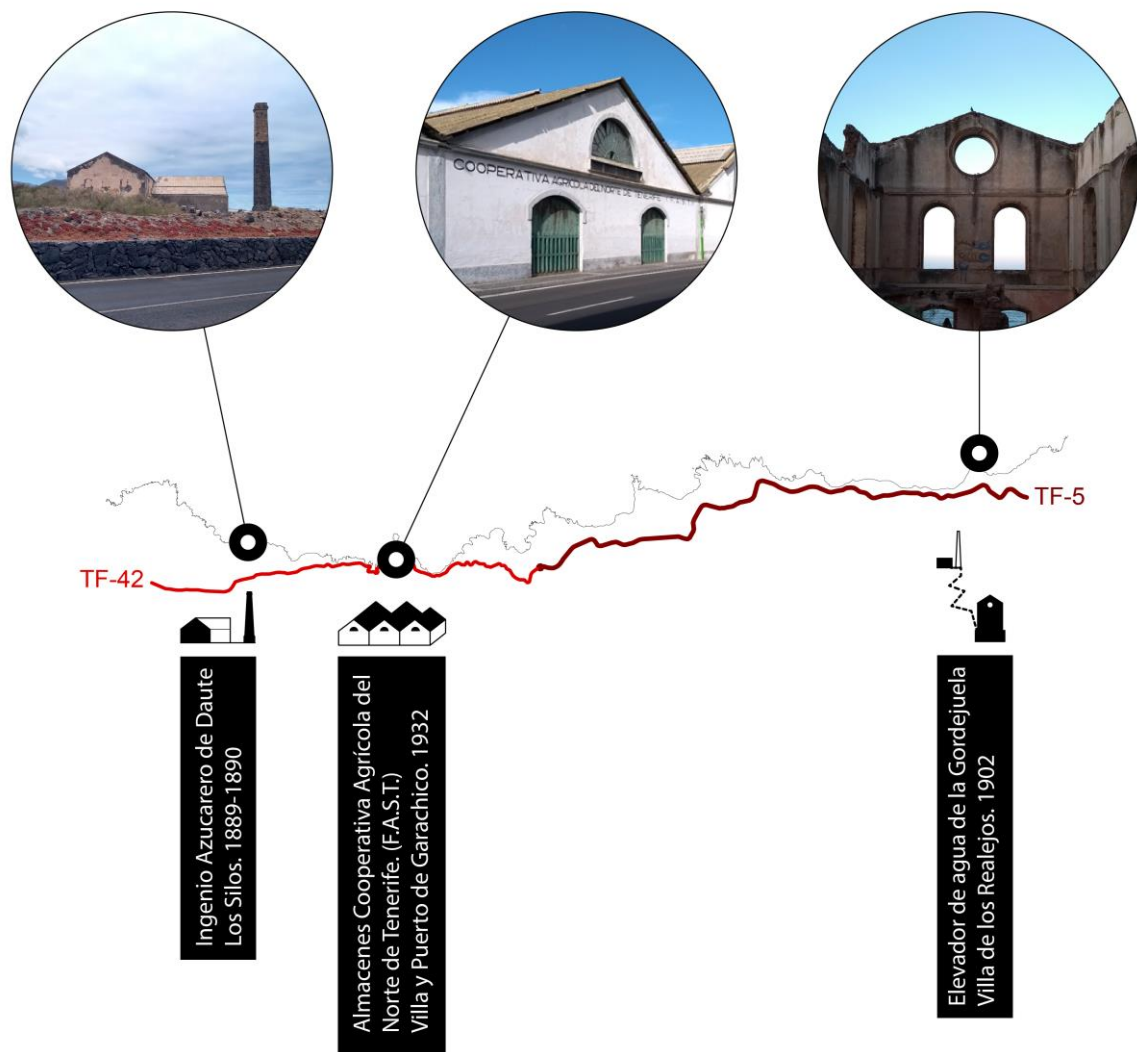 COOPERATIVA AGRICOLA DEL NORTE DE TENERIFE
TF-5
TF-42
Ingenio Azucarero de Daute
Los Silos. 1889-1890
Almacenes Cooperativa Agrícola del
Norte de Tenerife. (F.A.S.T.)
Villa y Puerto de Garachico. 1932
Elevador de agua de la Gordejuela
Villa de los Realejos. 1902